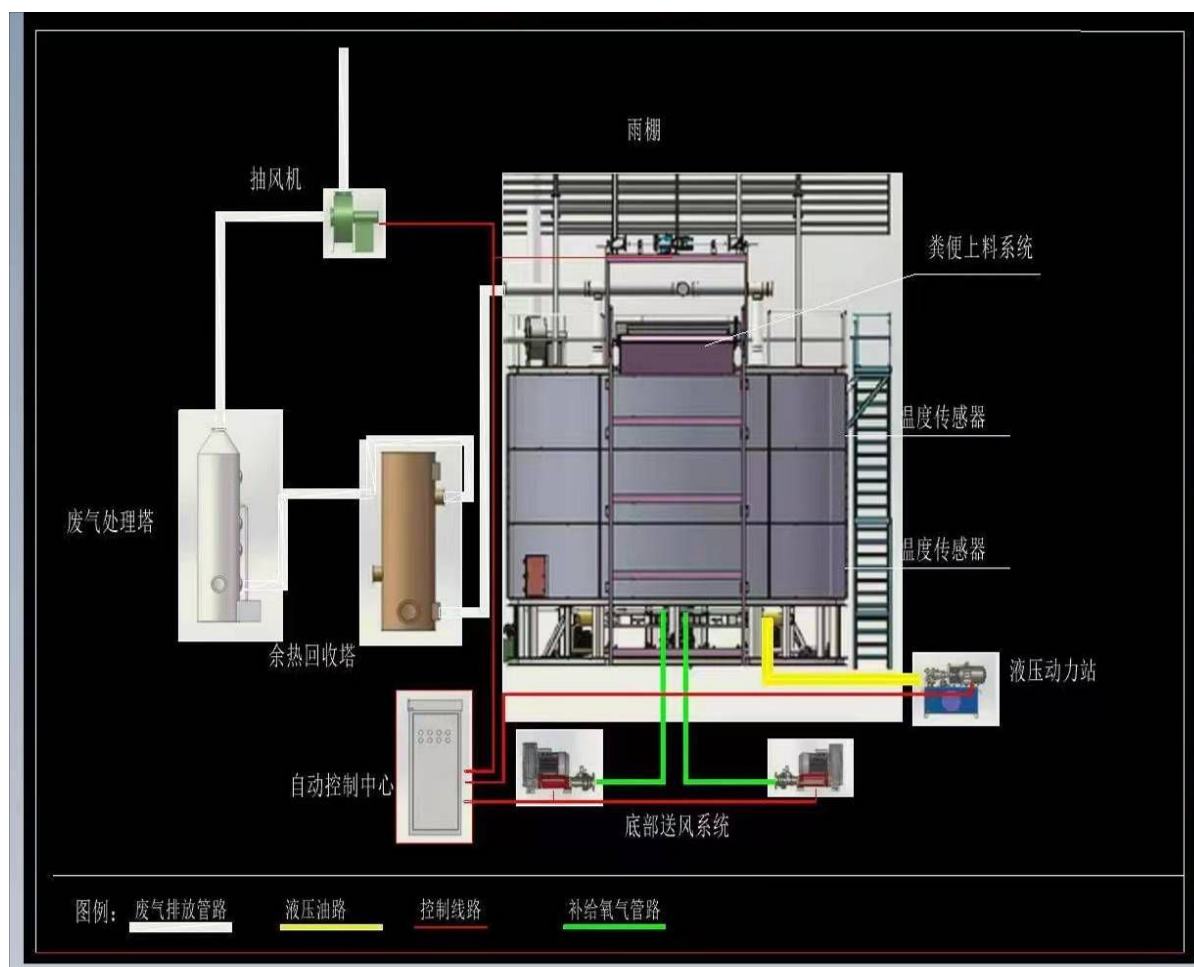 雨棚
抽风机
粪便上料系统
温度传感器
废气处理塔
温度传感器
余热回收塔
液压动力站
自动控制中心
底部送风系统
图例: 废气排放管路 液压油路 控制线路 补给氧气管路